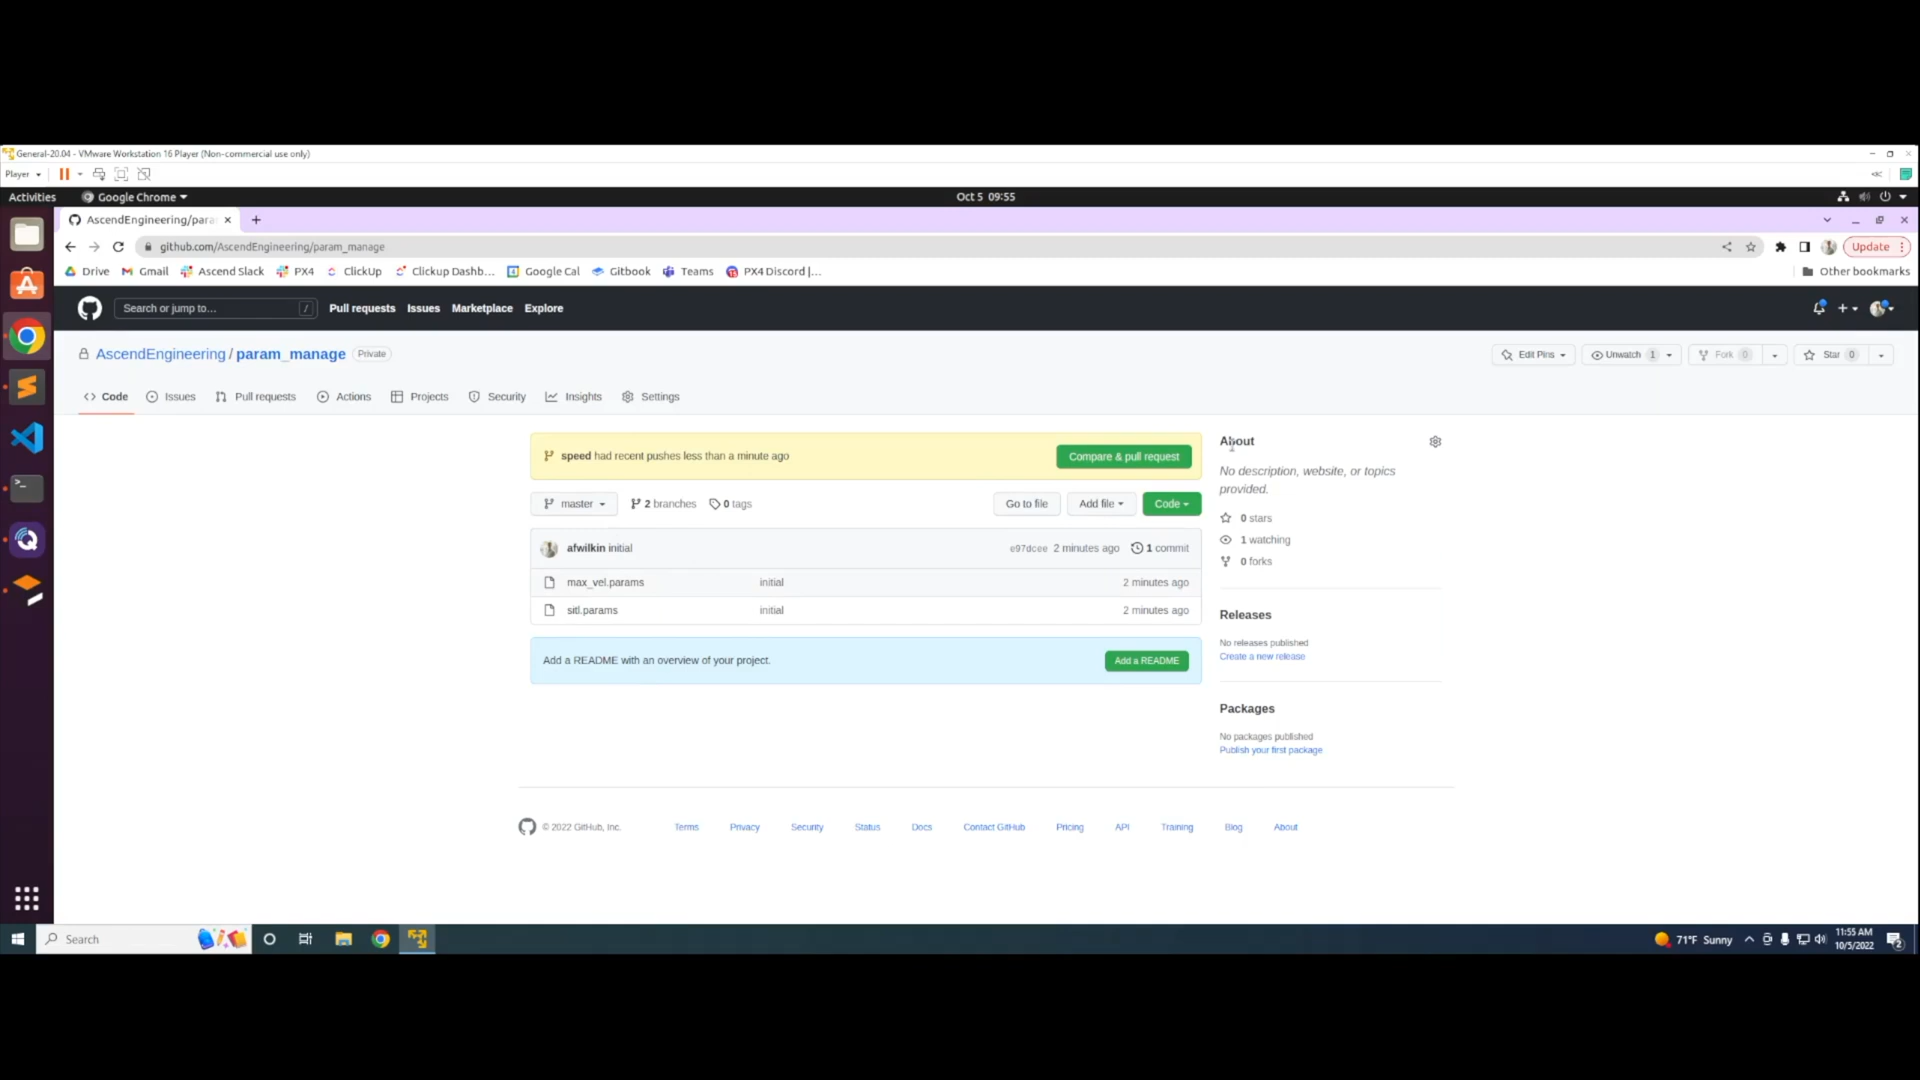 General-20.04 - VMware Workstation 16 Player (Non-commercial use only)
Player
Activities Google Chrome Oct 5 09:55
AscendEngineering/para
github.com/AscendEngineering/param_manage Update
Drive Gmail Ascend Slack PX4 ClickUp Clickup Dashb... Google Cal Gitbook Teams PX4 Discord |... Other bookmarks
Search or jump to... / Pull requests Issues Marketplace Explore
AscendEngineering / param_manage Private Edit Pins Unwatch 1 Fork 0 Star 0
Code Issues Pull requests Actions Projects Security Insights Settings
speed had recent pushes less than a minute ago Compare & pull request
About
No description, website, or topics
provided.
master 2 branches 0 tags Go to file Add file Code
0 stars
1 watching
0 forks
afwilkin initial e97dcee 2 minutes ago 1 commit
max_vel.params initial 2 minutes ago
sitl.params initial 2 minutes ago
Releases
No releases published
Create a new release
Add a README with an overview of your project. Add a README
Packages
No packages published
Publish your first package
© 2022 GitHub, Inc. Terms Privacy Security Status Docs Contact GitHub Pricing API Training Blog About
Search 71°F Sunny 11:55 AM
10/5/2022 2